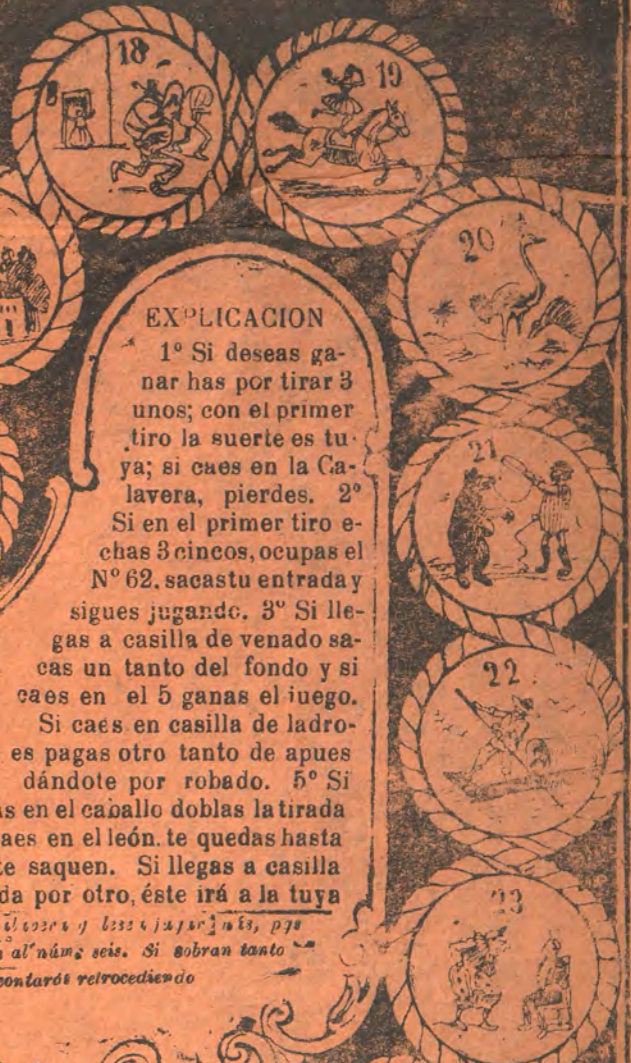 18
19
20
21
22
23
EXPLICACION
1º Si deseas ga-
nar has por tirar 3
unos; con el primer
tiro la suerte es tu-
ya; si caes en la Ca-
lavera, pierdes. 2º
Si en el primer tiro e-
chas 3 cincos, ocupas el
Nº 62. sacastu entrada y
sigues jugando. 3º Si lle-
gas a casilla de venado sa-
cas un tanto del fondo y si
caes en el 5 ganas el juego.
Si caes en casilla de ladro-
es pagas otro tanto de apues
dándote por robado. 5º Si
as en el caballo doblas la tirada
aes en el león. te quedas hasta
te saquen. Si llegas a casilla
da por otro, éste irá a la tuya
al núm. seis. Si sobran tanto
contarás retrocediendo